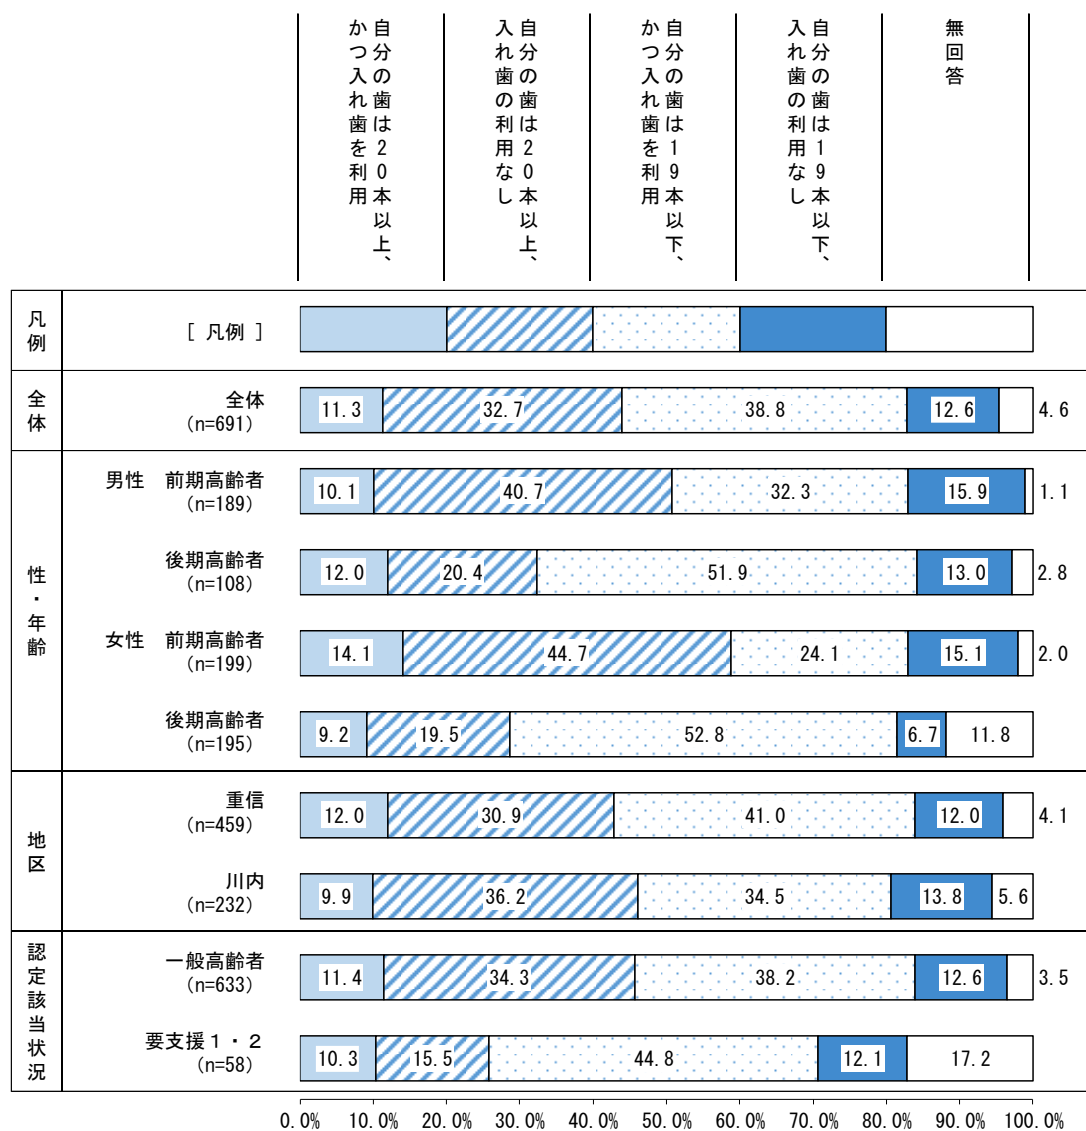 自分の歯は２０本以上、
かつ入れ歯を利用
自分の歯は２０本以上、
入れ歯の利用なし
自分の歯は１９本以下、
かつ入れ歯を利用
自分の歯は１９本以下、
入れ歯の利用なし
無回答
凡例
[ 凡例 ]
全体
全体
(n=691)
11.3 32.7 38.8 12.6 4.6
性・年齢
男性　前期高齢者
(n=189)
10.1 40.7 32.3 15.9 1.1
後期高齢者
(n=108)
12.0 20.4 51.9 13.0 2.8
女性　前期高齢者
(n=199)
14.1 44.7 24.1 15.1 2.0
後期高齢者
(n=195)
9.2 19.5 52.8 6.7 11.8
地区
重信
(n=459)
12.0 30.9 41.0 12.0 4.1
川内
(n=232)
9.9 36.2 34.5 13.8 5.6
認定該当状況
一般高齢者
(n=633)
11.4 34.3 38.2 12.6 3.5
要支援１・２
(n=58)
10.3 15.5 44.8 12.1 17.2
0.0% 10.0% 20.0% 30.0% 40.0% 50.0% 60.0% 70.0% 80.0% 90.0% 100.0%